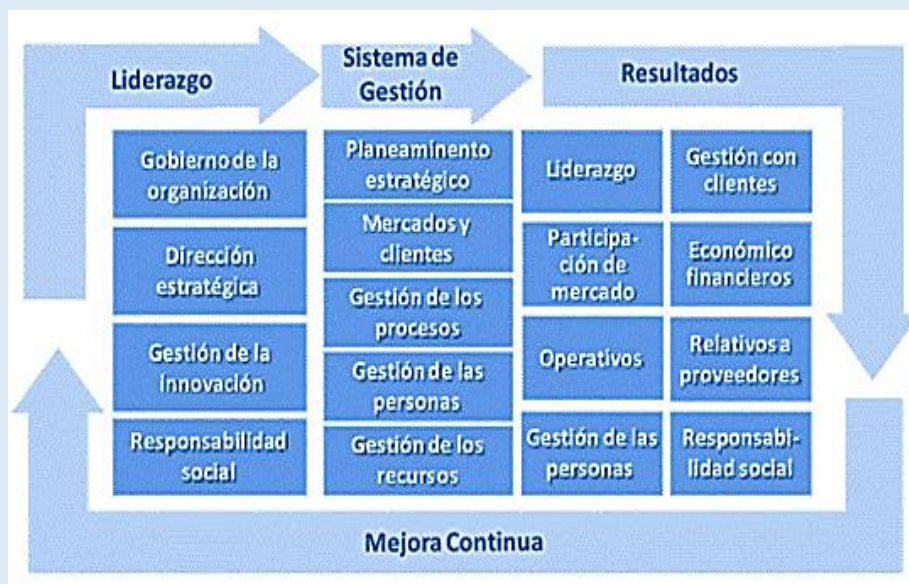 Liderazgo
Sistema de
Gestión
Resultados
Gobierno de la
organización
Dirección
estratégica
Gestión de la
Innovación
Responsabilidad
social
Planeaminento
estratégico
Mercados y
clientes
Gestión de los
procesos
Gestión de las
personas
Gestión de los
recursos
Liderazgo
Participa-
ción de
mercado
Operativos
Gestión de las
personas
Gestión con
clientes
Económico
financieros
Relativos a
proveedores
Responsabi-
lidad social
Mejora Continua